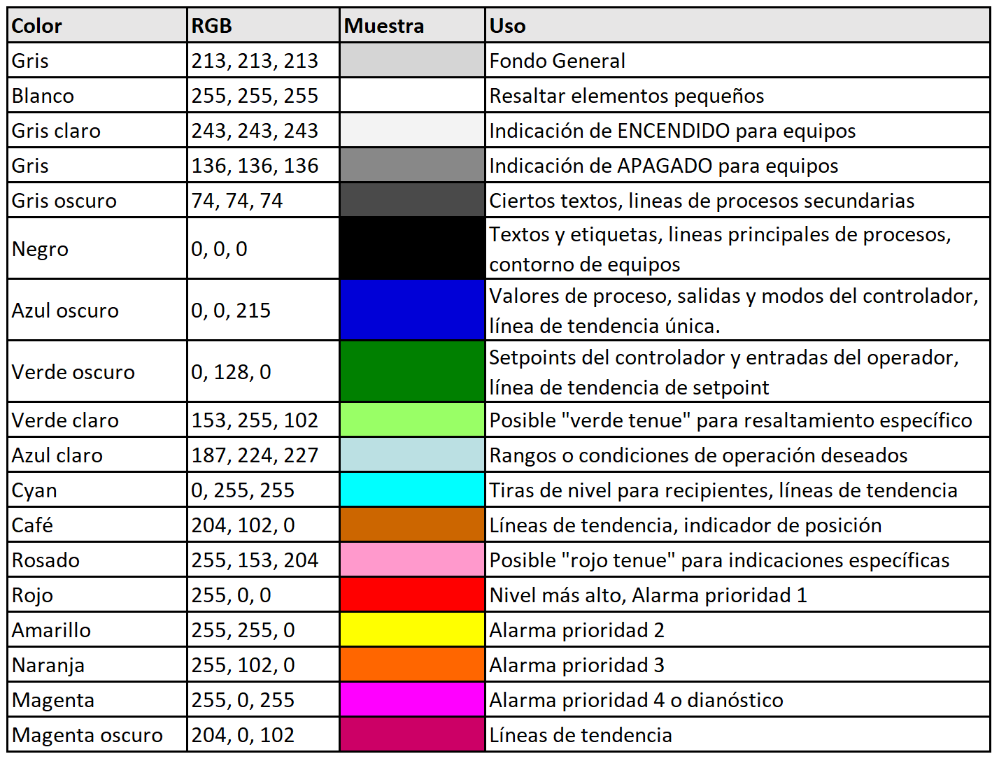 Color RGB Muestra Uso
Gris 213, 213, 213 Fondo General
Blanco 255, 255, 255 Resaltar elementos pequeños
Gris claro 243, 243, 243 Indicación de ENCENDIDO para equipos
Gris 136, 136, 136 Indicación de APAGADO para equipos
Gris oscuro 74, 74, 74 Ciertos textos, lineas de procesos secundarias
Negro 0, 0, 0 Textos y etiquetas, lineas principales de procesos,
contorno de equipos
Azul oscuro 0, 0, 215 Valores de proceso, salidas y modos del controlador,
línea de tendencia única.
Verde oscuro 0, 128, 0 Setpoints del controlador y entradas del operador,
línea de tendencia de setpoint
Verde claro 153, 255, 102 Posible "verde tenue" para resaltamiento específico
Azul claro 187, 224, 227 Rangos o condiciones de operación deseados
Cyan 0, 255, 255 Tiras de nivel para recipientes, líneas de tendencia
Café 204, 102, 0 Líneas de tendencia, indicador de posición
Rosado 255, 153, 204 Posible "rojo tenue" para indicaciones específicas
Rojo 255, 0, 0 Nivel más alto, Alarma prioridad 1
Amarillo 255, 255, 0 Alarma prioridad 2
Naranja 255, 102, 0 Alarma prioridad 3
Magenta 255, 0, 255 Alarma prioridad 4 o dianóstico
Magenta oscuro 204, 0, 102 Líneas de tendencia